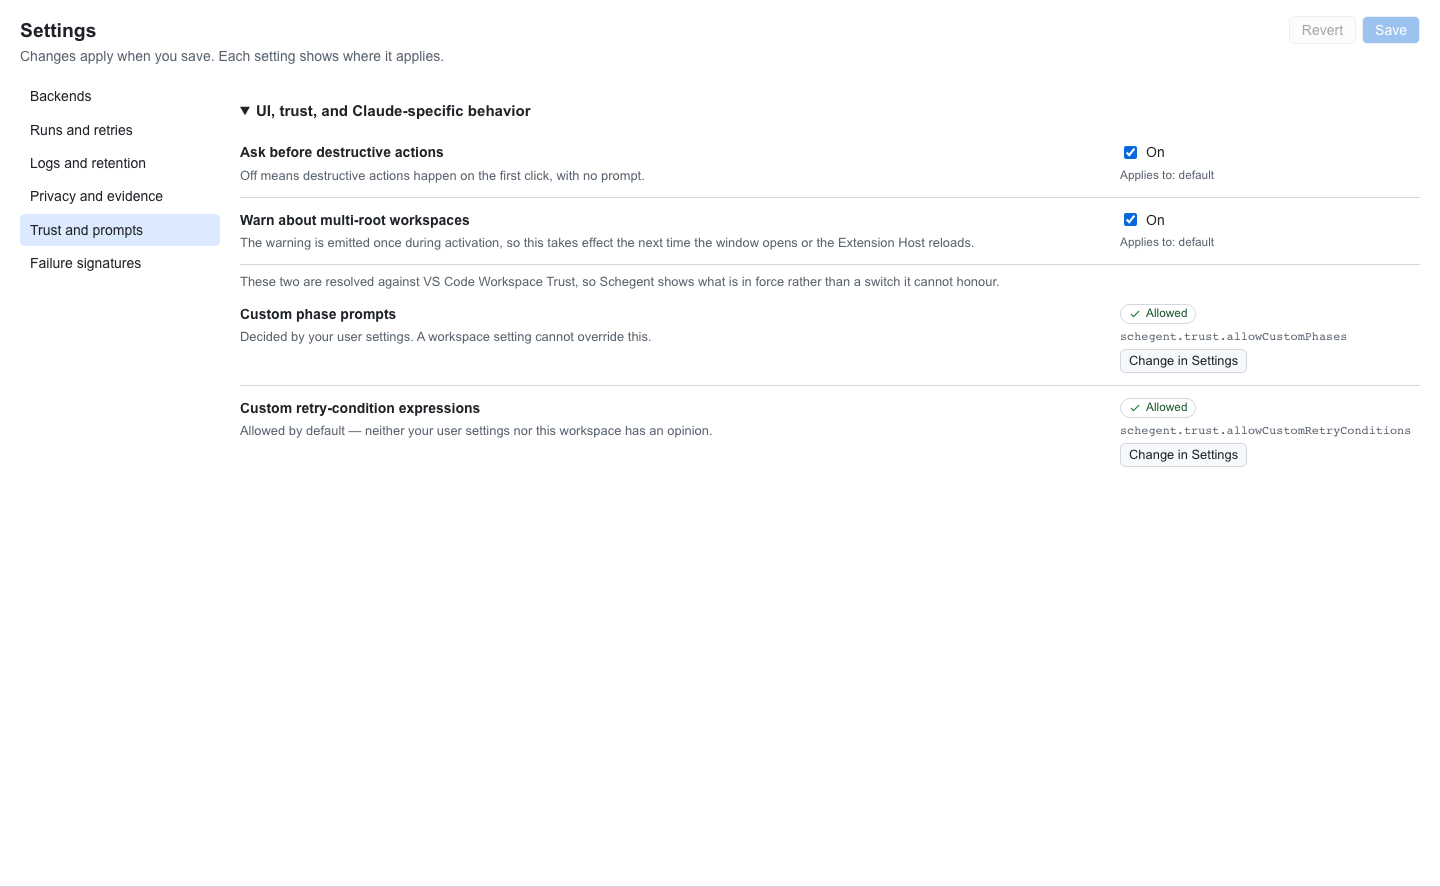 Settings
Revert
Save
Changes apply when you save. Each setting shows where it applies.
Backends
Runs and retries
Logs and retention
Privacy and evidence
Trust and prompts
Failure signatures
UI, trust, and Claude-specific behavior
Ask before destructive actions
On
Off means destructive actions happen on the first click, with no prompt.
Applies to: default
Warn about multi-root workspaces
On
The warning is emitted once during activation, so this takes effect the next time the window opens or the Extension Host reloads.
Applies to: default
These two are resolved against VS Code Workspace Trust, so Schegent shows what is in force rather than a switch it cannot honour.
Custom phase prompts
Allowed
Decided by your user settings. A workspace setting cannot override this.
schegent.trust.allowCustomPhases
Change in Settings
Custom retry-condition expressions
Allowed
Allowed by default — neither your user settings nor this workspace has an opinion.
schegent.trust.allowCustomRetryConditions
Change in Settings